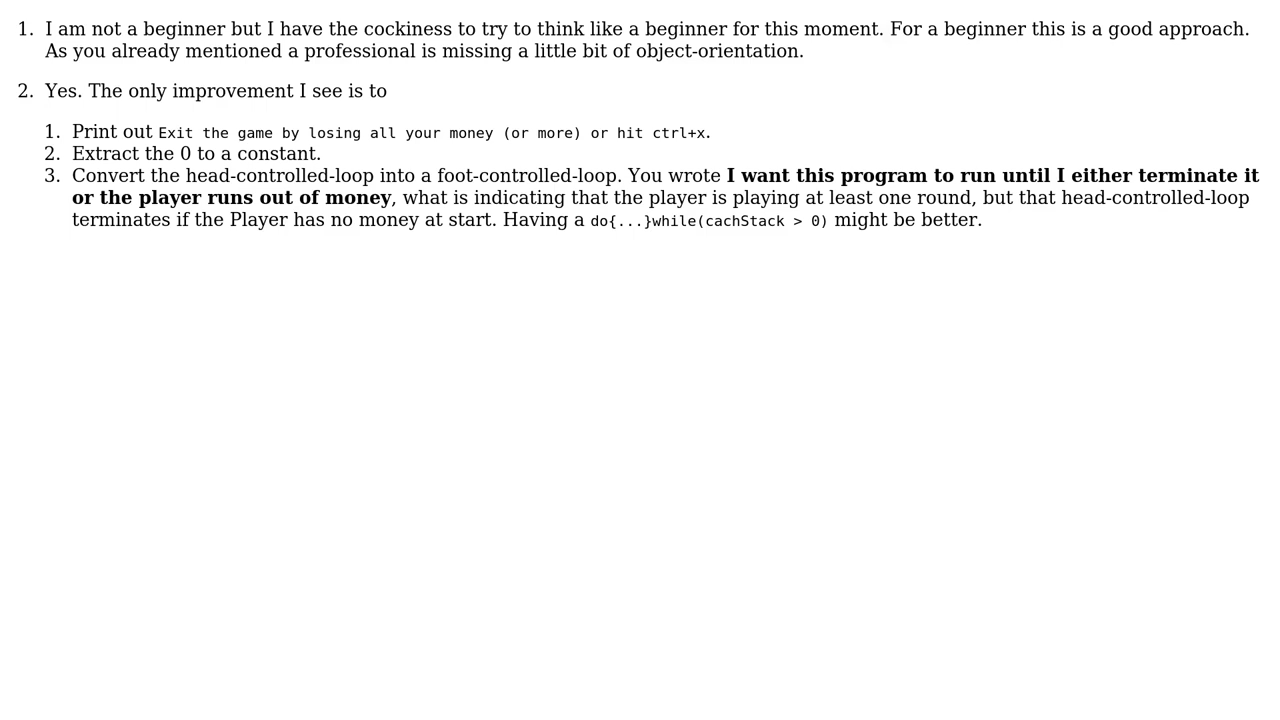 1. I am not a beginner but I have the cockiness to try to think like a beginner for this moment. For a beginner this is a good approach.
As you already mentioned a professional is missing a little bit of object-orientation.
2. Yes. The only improvement I see is to
1. Print out Exit the game by losing all your money (or more) or hit ctrl+x.
2. Extract the 0 to a constant.
3. Convert the head-controlled-loop into a foot-controlled-loop. You wrote I want this program to run until I either terminate it
or the player runs out of money, what is indicating that the player is playing at least one round, but that head-controlled-loop
terminates if the Player has no money at start. Having a do{...}while(cachStack > 0) might be better.